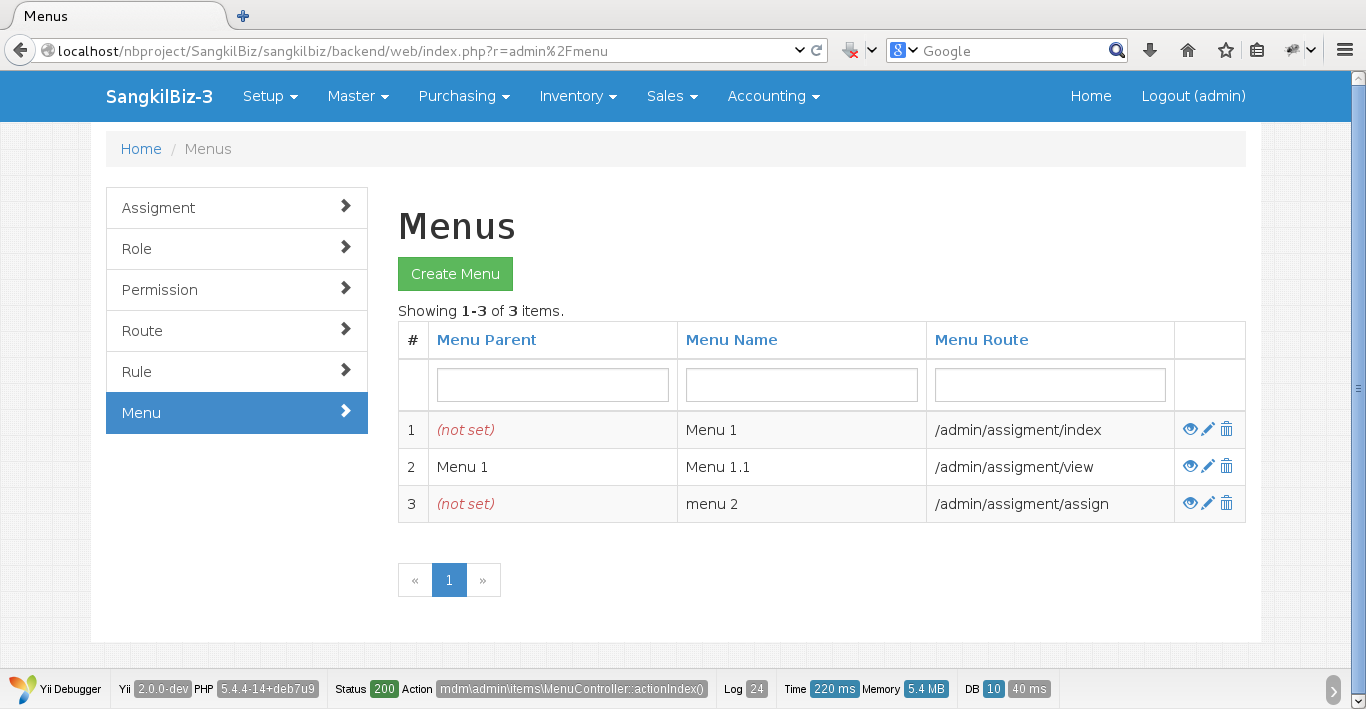 Menus
localhost/nbproject/SangkilBiz/sangkilbiz/backend/web/index.php?r=admin%2Fmenu
8 Google
SangkilBiz-3 Setup Master Purchasing Inventory Sales Accounting Home Logout (admin)
Home / Menus
Assigment
Role
Permission
Route
Rule
Menu
Menus
Create Menu
Showing 1-3 of 3 items.
# Menu Parent Menu Name Menu Route
1 (not set) Menu 1 /admin/assigment/index
2 Menu 1 Menu 1.1 /admin/assigment/view
3 (not set) menu 2 /admin/assigment/assign
« 1 »
Yii Debugger Yii 2.0.0-dev PHP 5.4.4-14+deb7u9 Status 200 Action mdm\admin\items\MenuController::actionIndex() Log 24 Time 220 ms Memory 5.4 MB DB 10 40 ms ❯